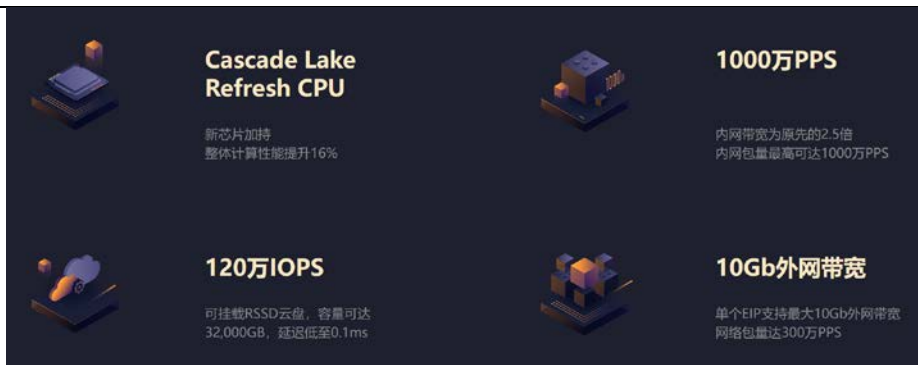 Cascade Lake
Refresh CPU
新芯片加持
整体计算性能提升16%
1000万PPS
内网带宽为原先的2.5倍
内网包量最高可达1000万PPS
120万IOPS
可挂载RSSD云盘，容量可达
32,000GB，延迟低至0.1ms
10Gb外网带宽
单个EIP支持最大10Gb外网带宽
网络包量达300万PPS